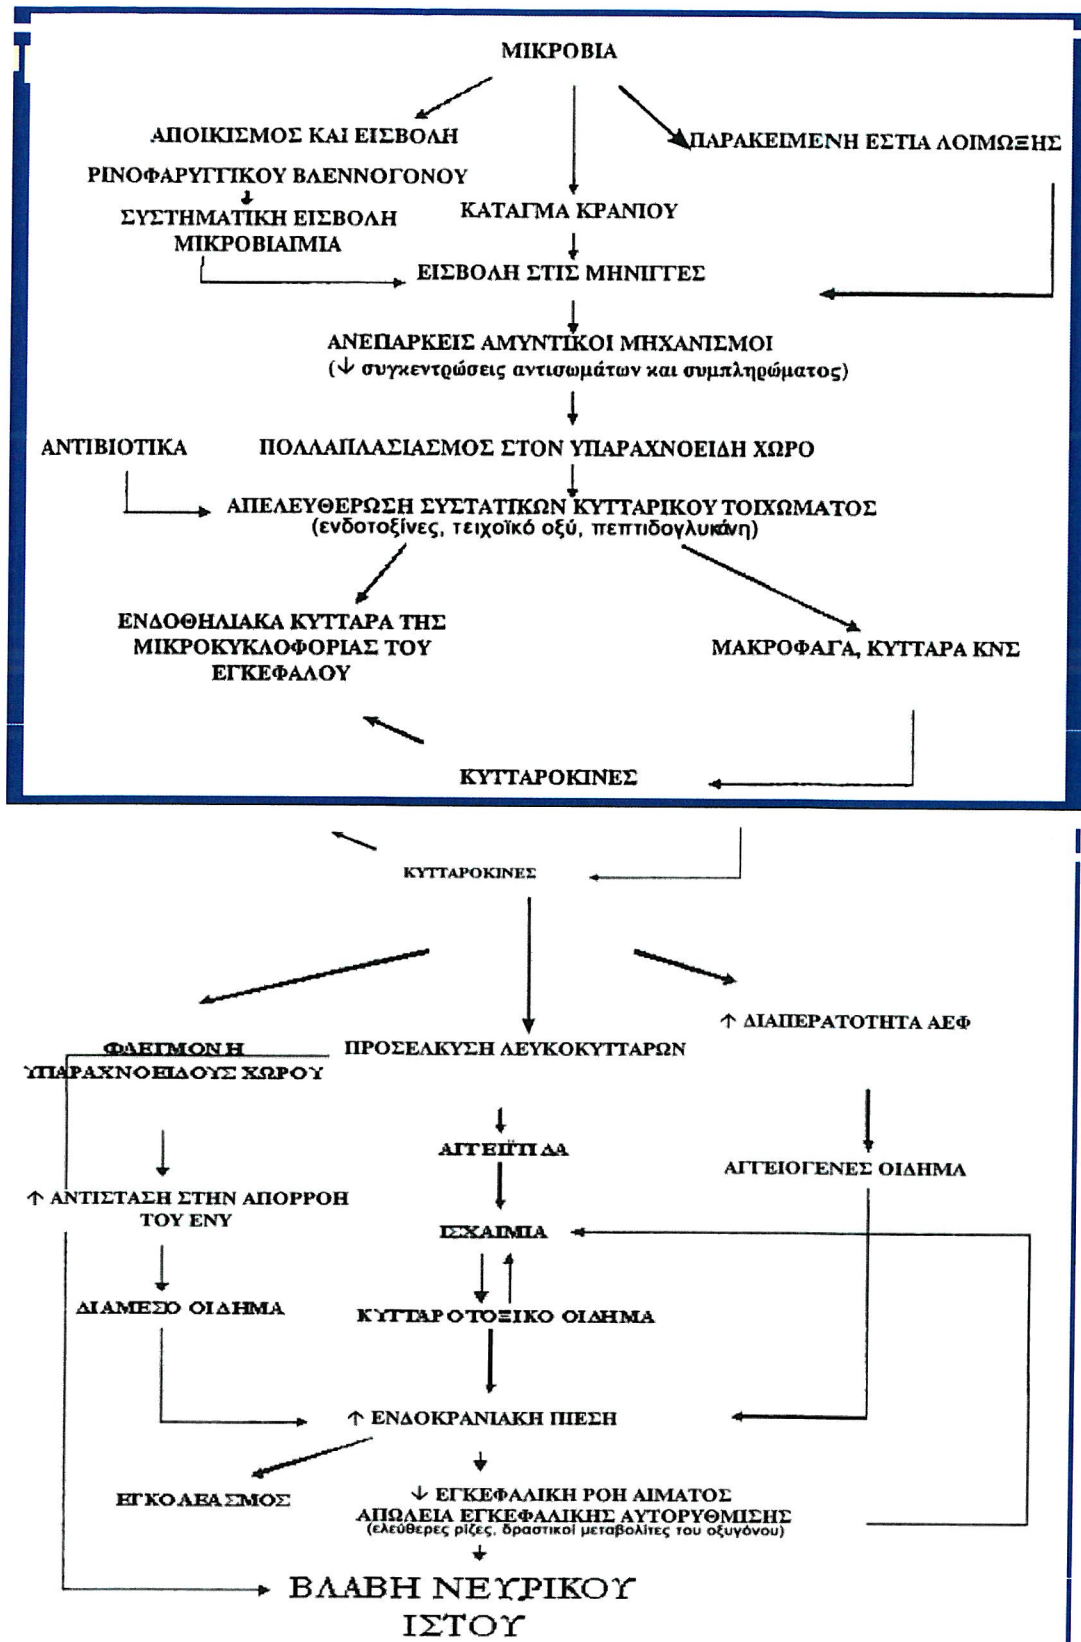 ΜΙΚΡΟΒΙΑ
ΑΠΟΙΚΙΣΜΟΣ ΚΑΙ ΕΙΣΒΟΛΗ
ΡΙΝΟΦΑΡΥΓΓΙΚΟΥ ΒΛΕΝΝΟΓΟΝΟΥ
ΠΑΡΑΚΕΙΜΕΝΗ ΕΣΤΙΑ ΛΟΙΜΩΞΗΣ
ΣΥΣΤΗΜΑΤΙΚΗ ΕΙΣΒΟΛΗ
ΜΙΚΡΟΒΙΑΙΜΙΑ
ΚΑΤΑΓΜΑ ΚΡΑΝΙΟΥ
ΕΙΣΒΟΛΗ ΣΤΙΣ ΜΗΝΙΓΓΕΣ
ΑΝΕΠΑΡΚΕΙΣ ΑΜΥΝΤΙΚΟΙ ΜΗΧΑΝΙΣΜΟΙ
(↓ συγκεντρώσεις αντισωμάτων και συμπληρώματος)
ΑΝΤΙΒΙΟΤΙΚΑ
ΠΟΛΛΑΠΛΑΣΙΑΣΜΟΣ ΣΤΟΝ ΥΠΑΡΑΧΝΟΕΙΔΗ ΧΩΡΟ
ΑΠΕΛΕΥΘΕΡΩΣΗ ΣΥΣΤΑΤΙΚΩΝ ΚΥΤΤΑΡΙΚΟΥ ΤΟΙΧΩΜΑΤΟΣ
(ενδοτοξίνες, τειχοϊκό οξύ, πεπτιδογλυκάνη)
ΕΝΔΟΘΗΛΙΑΚΑ ΚΥΤΤΑΡΑ ΤΗΣ
ΜΙΚΡΟΚΥΚΛΟΦΟΡΙΑΣ ΤΟΥ
ΕΓΚΕΦΑΛΟΥ
ΜΑΚΡΟΦΑΓΑ, ΚΥΤΤΑΡΑ ΚΝΣ
ΚΥΤΤΑΡΟΚΙΝΕΣ
ΚΥΤΤΑΡΟΚΙΝΕΣ
↑ ΔΙΑΠΕΡΑΤΟΤΗΤΑ ΑΕΦ
ΦΛΕΓΜΟΝΗ
ΥΠΑΡΑΧΝΟΕΙΔΟΥΣ ΧΩΡΟΥ
ΠΡΟΣΕΛΚΥΣΗ ΛΕΥΚΟΚΥΤΤΑΡΩΝ
ΑΓΓΕΙΪΤΙΔΑ
ΑΓΓΕΙΟΓΕΝΕΣ ΟΙΔΗΜΑ
↑ ΑΝΤΙΣΤΑΣΗ ΣΤΗΝ ΑΠΟΡΡΟΗ
ΤΟΥ ΕΝΥ
ΙΣΧΑΙΜΙΑ
ΔΙΑΜΕΣΟ ΟΙΔΗΜΑ
ΚΥΤΤΑΡΟΤΟΞΙΚΟ ΟΙΔΗΜΑ
↑ ΕΝΔΟΚΡΑΝΙΑΚΗ ΠΙΕΣΗ
ΕΓΚΟΛΕΑΣΜΟΣ
↓ ΕΓΚΕΦΑΛΙΚΗ ΡΟΗ ΑΙΜΑΤΟΣ
ΑΠΩΛΕΙΑ ΕΓΚΕΦΑΛΙΚΗΣ ΑΥΤΟΡΥΘΜΙΣΗΣ
(ελεύθερες ρίζες, δραστικοί μεταβολίτες του οξυγόνου)
ΒΛΑΒΗ ΝΕΥΡΙΚΟΥ
ΙΣΤΟΥ